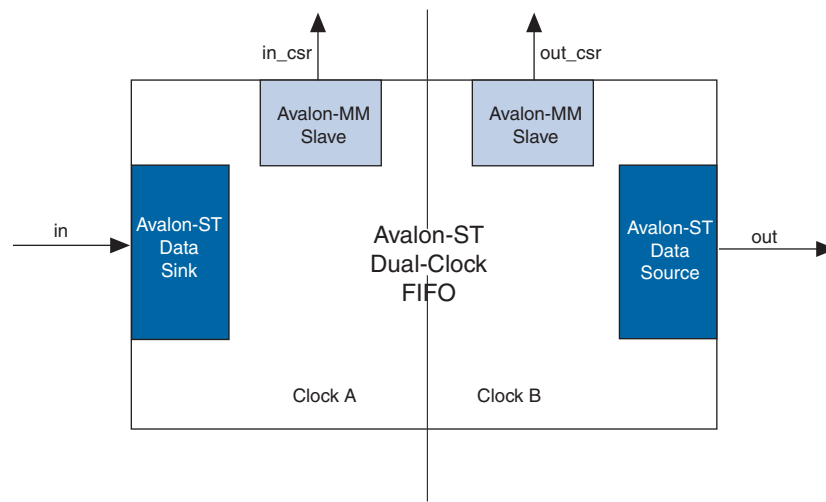 in_csr
out_csr
Avalon-MM
Slave
Avalon-MM
Slave
in
Avalon-ST
Data
Sink
Avalon-ST
Dual-Clock
FIFO
Avalon-ST
Data
Source
out
Clock A
Clock B